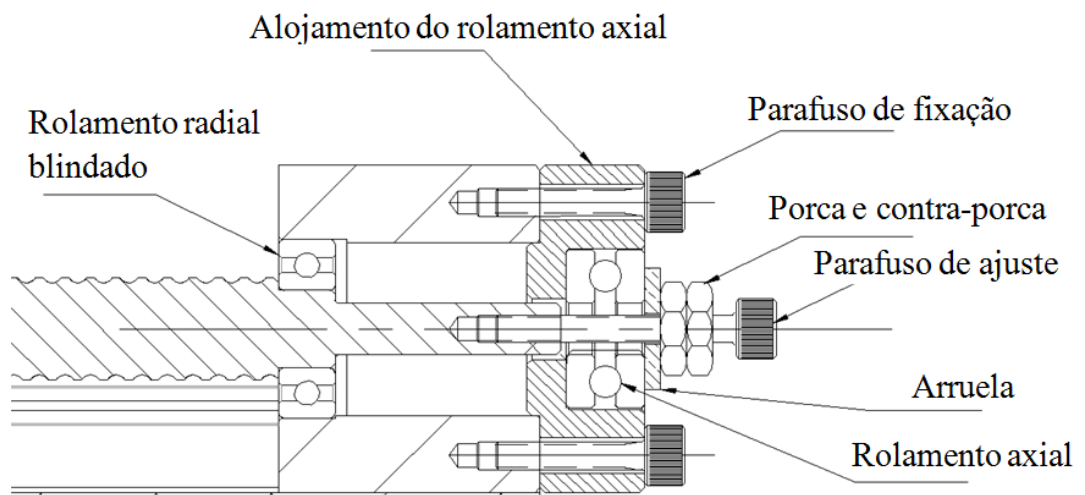 Alojamento do rolamento axial
Rolamento radial
blindado
Parafuso de fixação
Porca e contra-porca
Parafuso de ajuste
Arruela
Rolamento axial